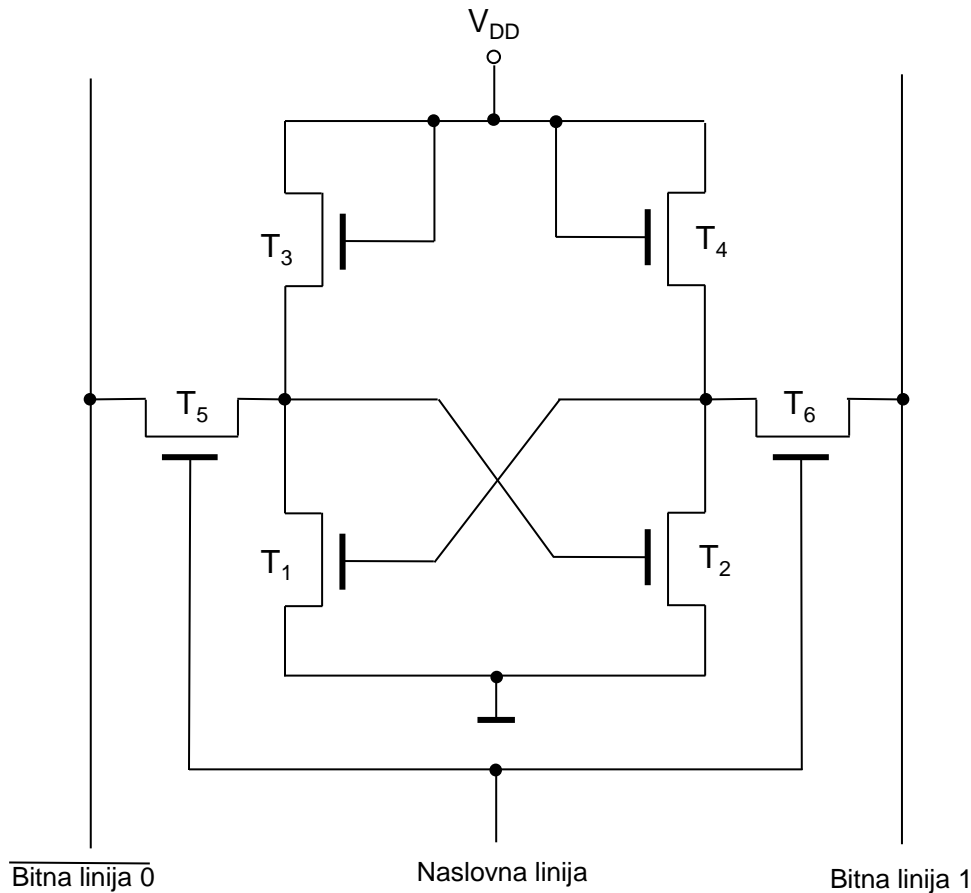 V_DD
T_3
T_4
T_5
T_6
T_1
T_2
Bitna linija 0
Naslovna linija
Bitna linija 1